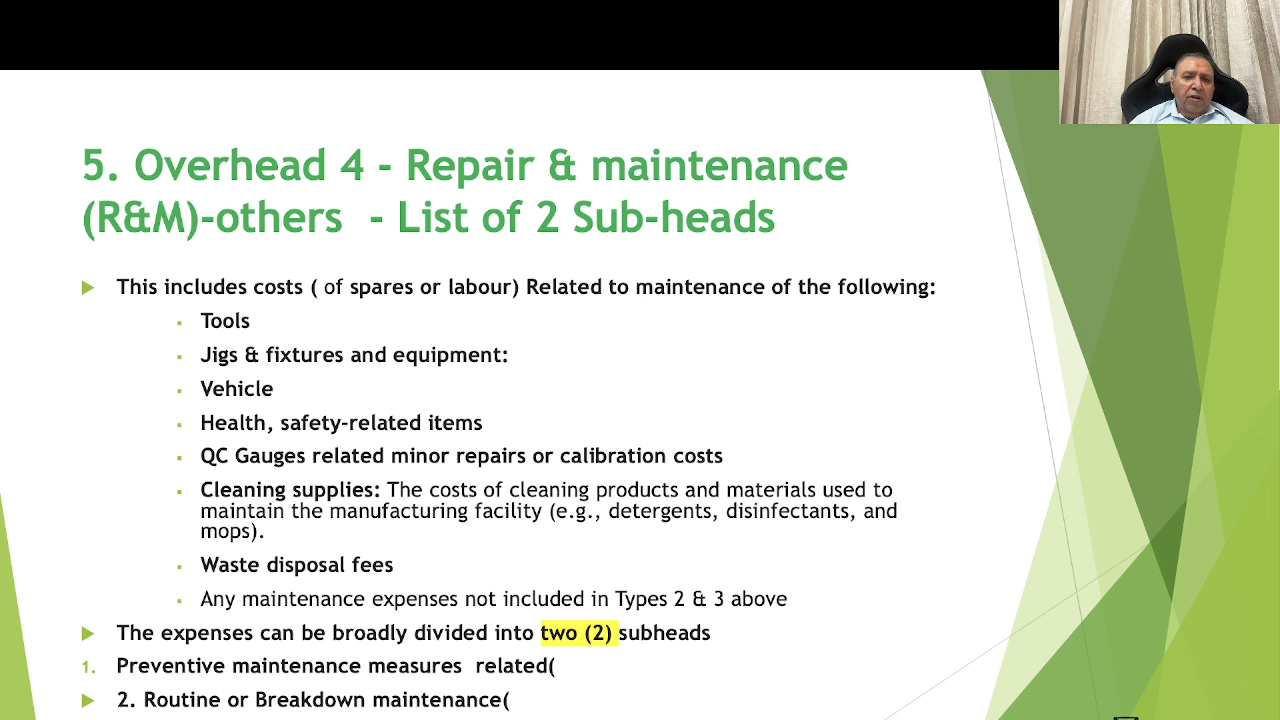 5. Overhead 4 - Repair & maintenance
(R&M)-others - List of 2 Sub-heads
This includes costs ( of spares or labour) Related to maintenance of the following:
Tools
Jigs & fixtures and equipment:
Vehicle
Health, safety-related items
QC Gauges related minor repairs or calibration costs
Cleaning supplies: The costs of cleaning products and materials used to
maintain the manufacturing facility (e.g., detergents, disinfectants, and
mops).
Waste disposal fees
Any maintenance expenses not included in Types 2 & 3 above
The expenses can be broadly divided into two (2) subheads
1. Preventive maintenance measures related(
2. Routine or Breakdown maintenance(